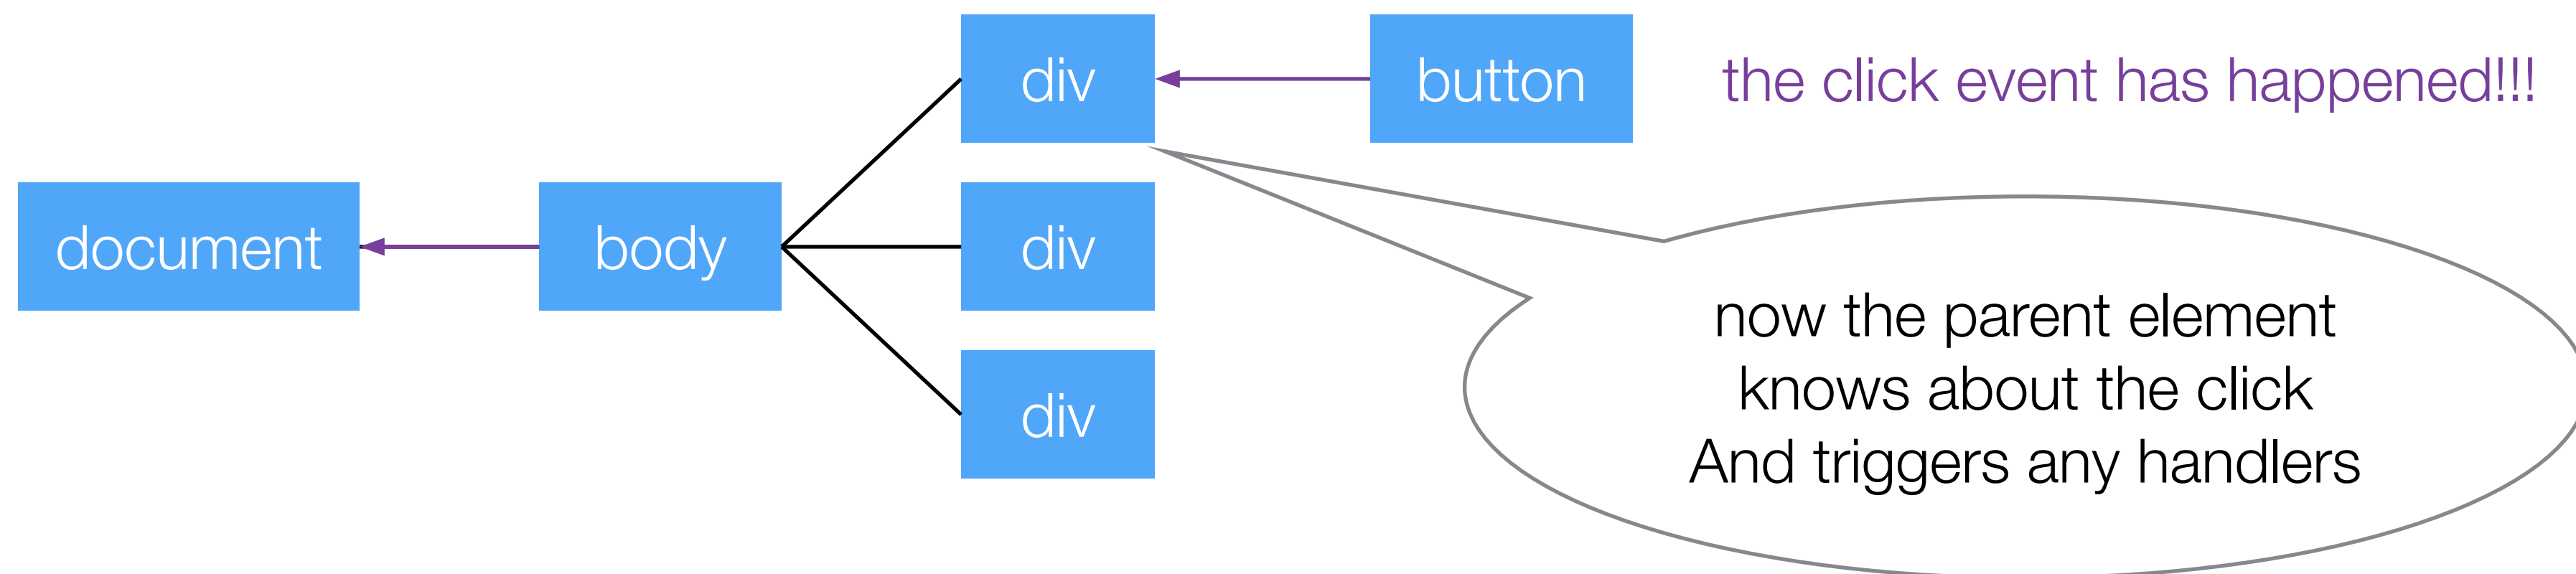 div
button
the click event has happened!!!
document
body
div
div
now the parent element
knows about the click
And triggers any handlers